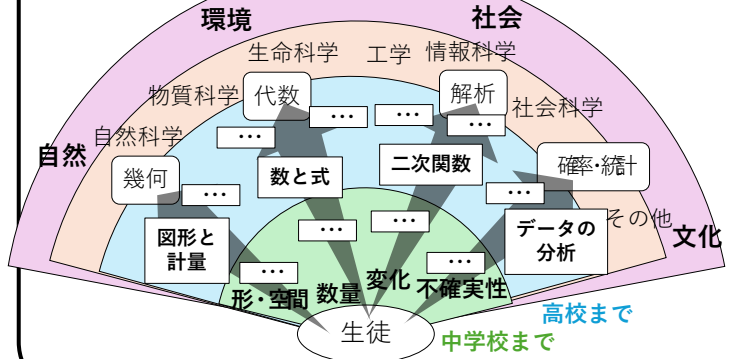 環境
社会
生命科学
工学
情報科学
物質科学
代数
解析
社会科学
自然科学
…
…
…
…
自然
幾何
数と式
二次関数
確率・統計
…
…
図形と
計量
…
…
データの
分析
その他
文化
…
…
形・空間
数量
変化
不確実性
高校まで
生徒
中学校まで